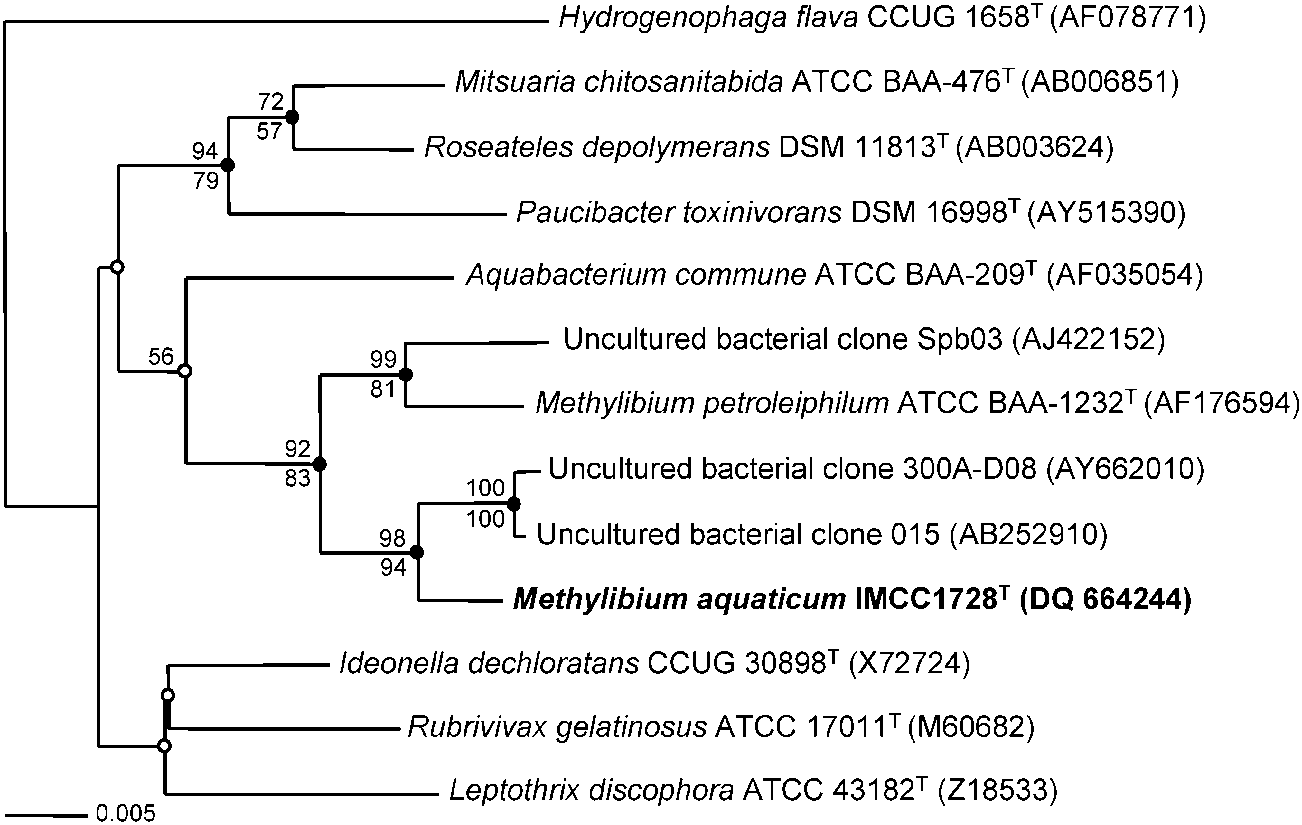 Hydrogenophaga flava CCUG 1658ᵀ (AF078771)
Mitsuaria chitosanitabida ATCC BAA-476ᵀ (AB006851)
72
57
Roseateles depolymerans DSM 11813ᵀ (AB003624)
94
79
Paucibacter toxinivorans DSM 16998ᵀ (AY515390)
Aquabacterium commune ATCC BAA-209ᵀ (AF035054)
Uncultured bacterial clone Spb03 (AJ422152)
56
99
81
Methylibium petroleiphilum ATCC BAA-1232ᵀ (AF176594)
92
83
Uncultured bacterial clone 300A-D08 (AY662010)
100
100
Uncultured bacterial clone 015 (AB252910)
98
94
Methylibium aquaticum IMCC1728ᵀ (DQ 664244)
Ideonella dechloratans CCUG 30898ᵀ (X72724)
Rubrivivax gelatinosus ATCC 17011ᵀ (M60682)
Leptothrix discophora ATCC 43182ᵀ (Z18533)
0.005